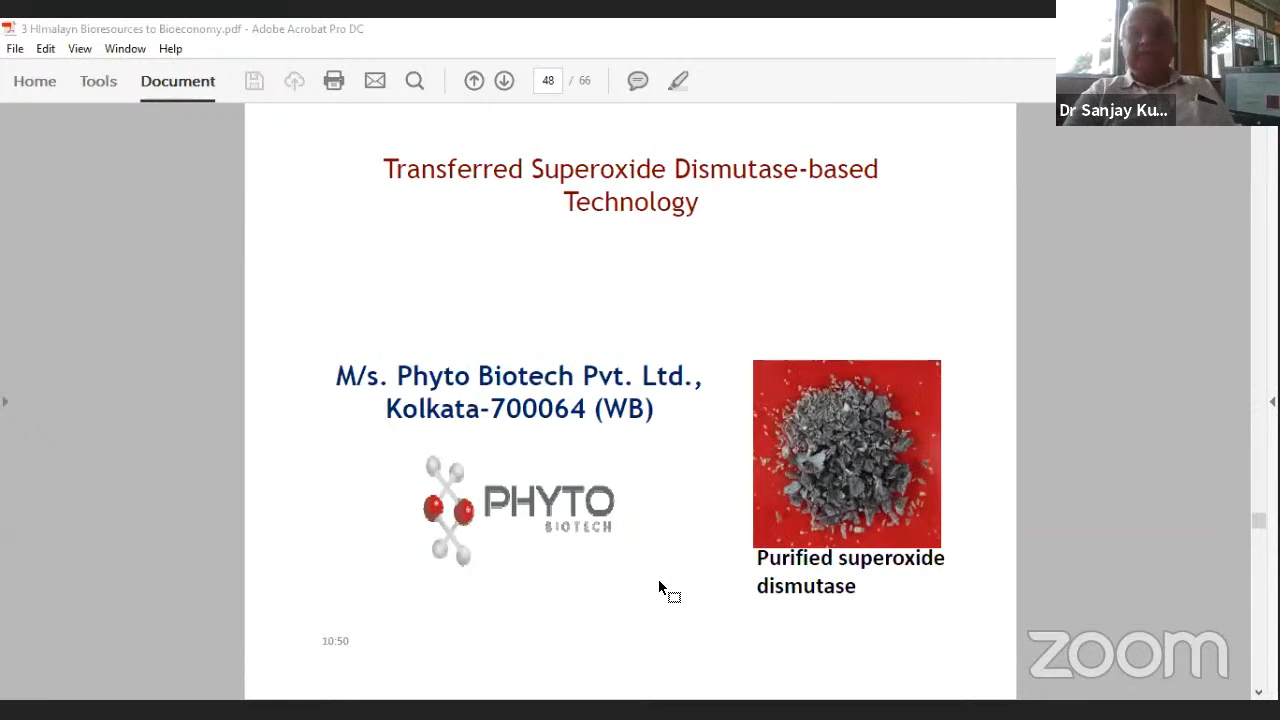 3 HImalayn Bioresources to Bioeconomy.pdf - Adobe Acrobat Pro DC
File Edit View Window Help
Home Tools Document 48 / 66
Dr Sanjay Ku...
Transferred Superoxide Dismutase-based
Technology
M/s. Phyto Biotech Pvt. Ltd.,
Kolkata-700064 (WB)
PHYTO
BIOTECH
Purified superoxide
dismutase
10:50
zoom